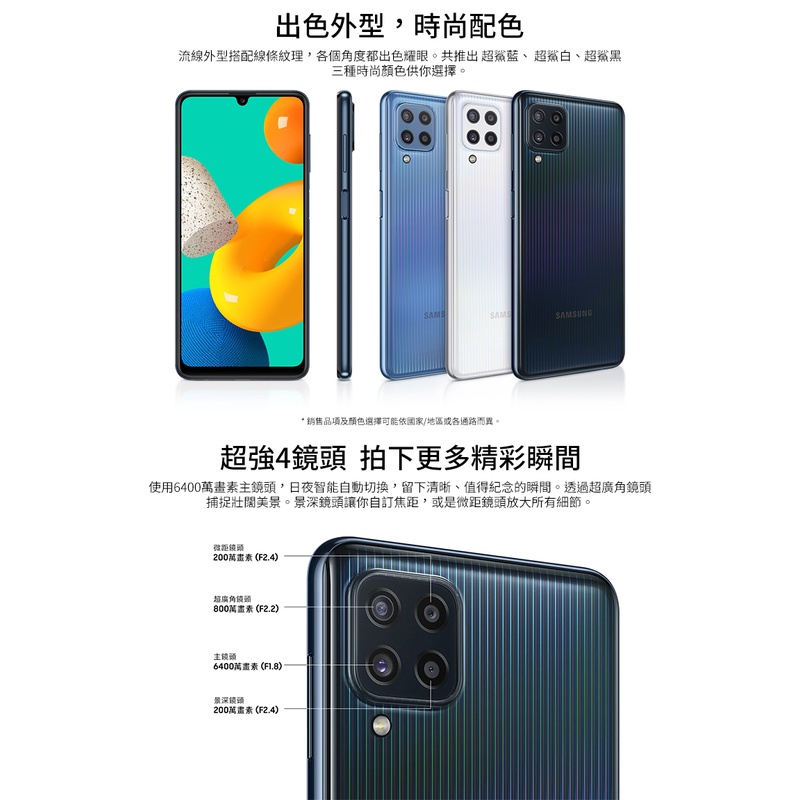 出色外型，時尚配色
流線外型搭配線條紋理，各個角度都出色耀眼。共推出 超鯊藍、 超鯊白、超鯊黑
三種時尚顏色供你選擇。
SAMS
SAMS
SAMSUNG
* 銷售品項及顏色選擇可能依國家/地區或各通路而異。
超強4鏡頭 拍下更多精彩瞬間
使用6400萬畫素主鏡頭，日夜智能自動切換，留下清晰、值得紀念的瞬間。透過超廣角鏡頭
捕捉壯闊美景。景深鏡頭讓你自訂焦距，或是微距鏡頭放大所有細節。
微距鏡頭
200萬畫素 (F2.4)
超廣角鏡頭
800萬畫素 (F2.2)
主鏡頭
6400萬畫素 (F1.8)
景深鏡頭
200萬畫素 (F2.4)